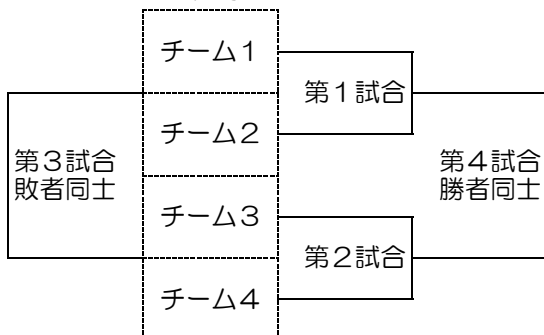 チーム１
第１試合
チーム２
第３試合
敗者同士
第４試合
勝者同士
チーム３
第２試合
チーム４